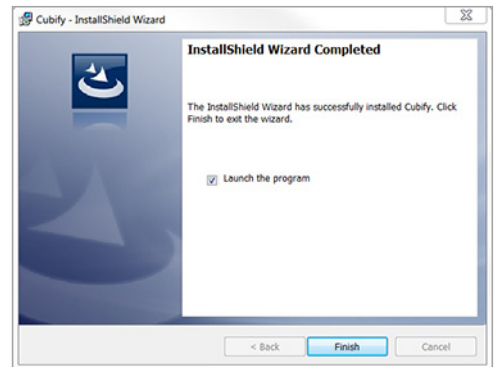 Cubify - InstallShield Wizard
InstallShield Wizard Completed
The InstallShield Wizard has successfully installed Cubify. Click
Finish to exit the wizard.
Launch the program
< Back
Finish
Cancel